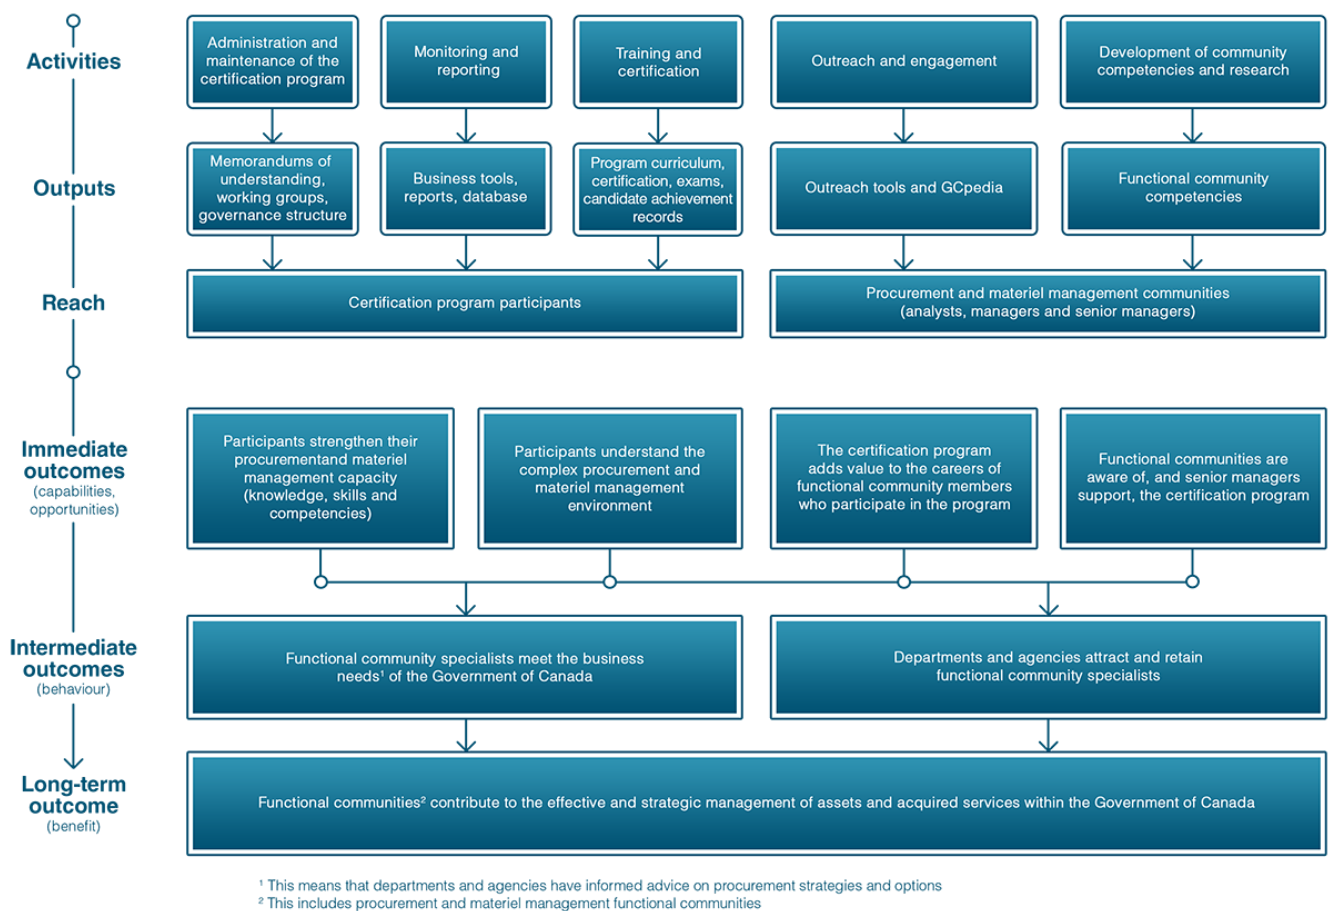 Activities
Administration and
maintenance of the
certification program
Monitoring and
reporting
Training and
certification
Outreach and engagement
Development of community
competencies and research
Outputs
Memorandums of
understanding,
working groups,
governance structure
Business tools,
reports, database
Program curriculum,
certification, exams,
candidate achievement
records
Outreach tools and GCpedia
Functional community
competencies
Reach
Certification program participants
Procurement and materiel management communities
(analysts, managers and senior managers)
Immediate
outcomes
(capabilities,
opportunities)
Participants strengthen their
procurementand materiel
management capacity
(knowledge, skills and
competencies)
Participants understand the
complex procurement and
materiel management
environment
The certification program
adds value to the careers of
functional community members
who participate in the program
Functional communities are
aware of, and senior managers
support, the certification program
Intermediate
outcomes
(behaviour)
Functional community specialists meet the business
needs¹ of the Government of Canada
Departments and agencies attract and retain
functional community specialists
Long-term
outcome
(benefit)
Functional communities² contribute to the effective and strategic management of assets and acquired services within the Government of Canada
¹ This means that departments and agencies have informed advice on procurement strategies and options
² This includes procurement and materiel management functional communities